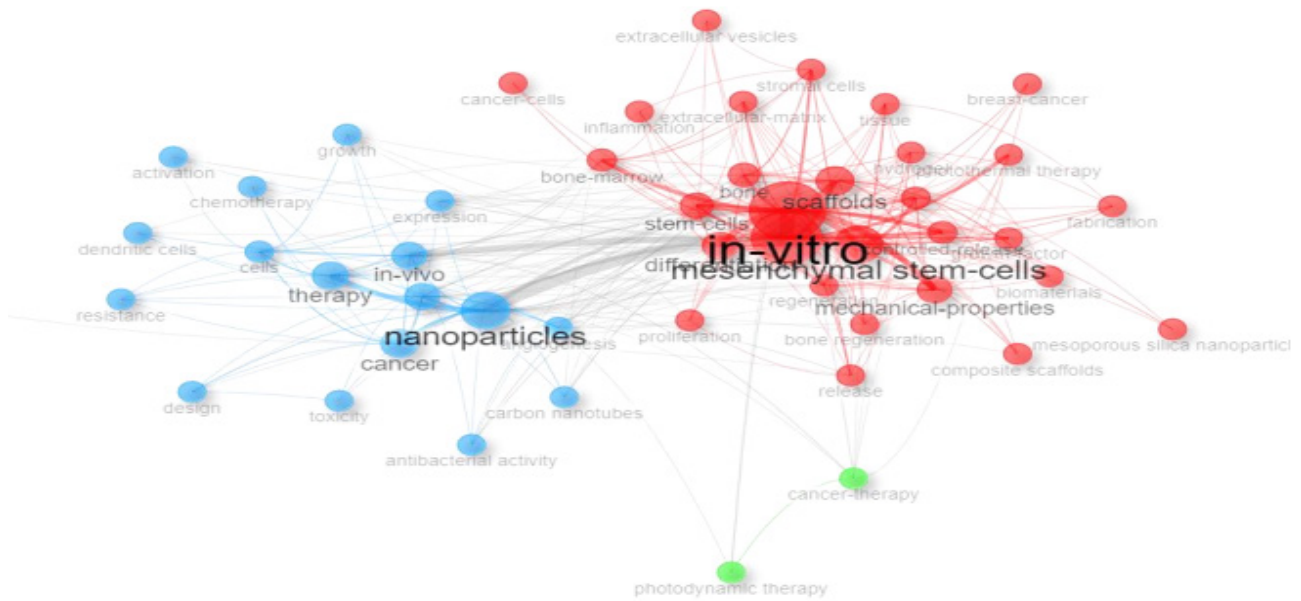 extracellular vesicles
stromal cells
cancer-cells
breast-cancer
extracellular-matrix
tissue
inflammation
growth
activation
bone-marrow
photothermal therapy
chemotherapy
bone
scaffolds
expression
stem-cells
fabrication
dendritic cells
in-vitro
controlled-release
growth-factor
cells
in-vivo
differentiation
mesenchymal stem-cells
therapy
regeneration
mechanical-properties
biomaterials
resistance
nanoparticles
angiogenesis
proliferation
bone regeneration
mesoporous silica nanoparticl
cancer
composite scaffolds
release
design
toxicity
carbon nanotubes
antibacterial activity
cancer-therapy
photodynamic therapy